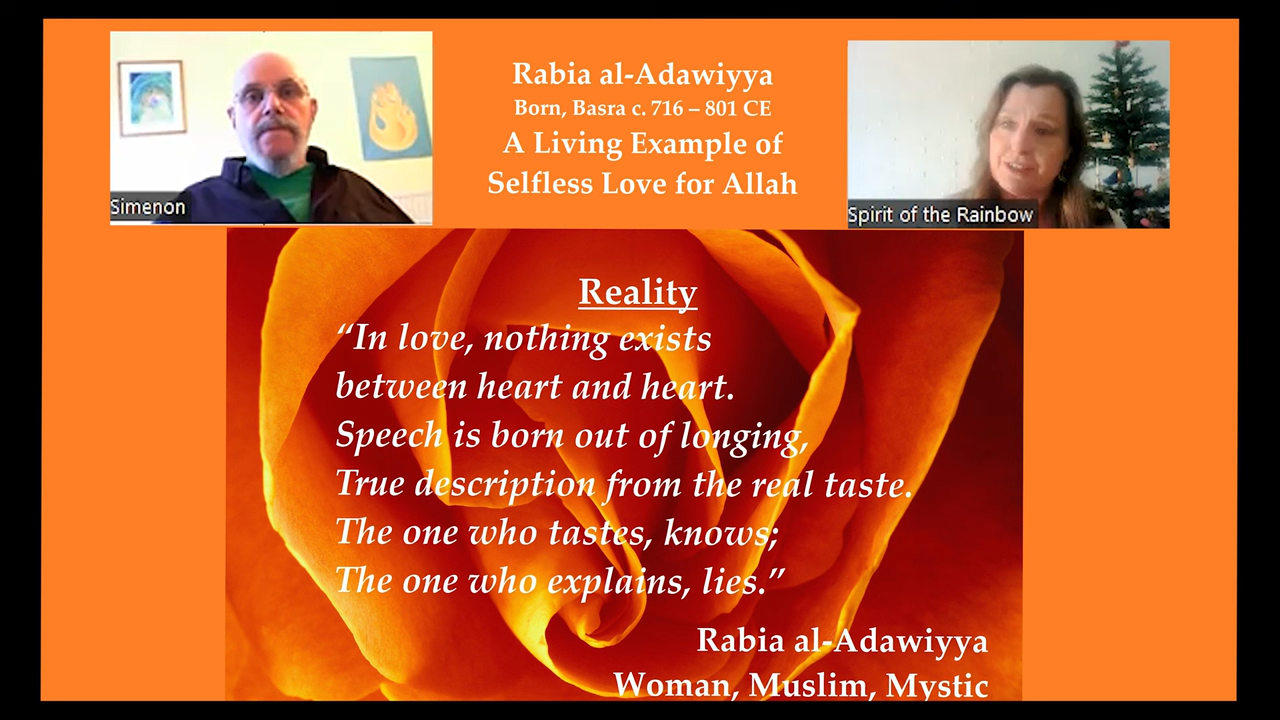 Rabia al-Adawiyya
Born, Basra c. 716 – 801 CE
A Living Example of
Selfless Love for Allah
Simenon
Spirit of the Rainbow
Reality
“In love, nothing exists
between heart and heart.
Speech is born out of longing,
True description from the real taste.
The one who tastes, knows;
The one who explains, lies.”
Rabia al-Adawiyya
Woman, Muslim, Mystic